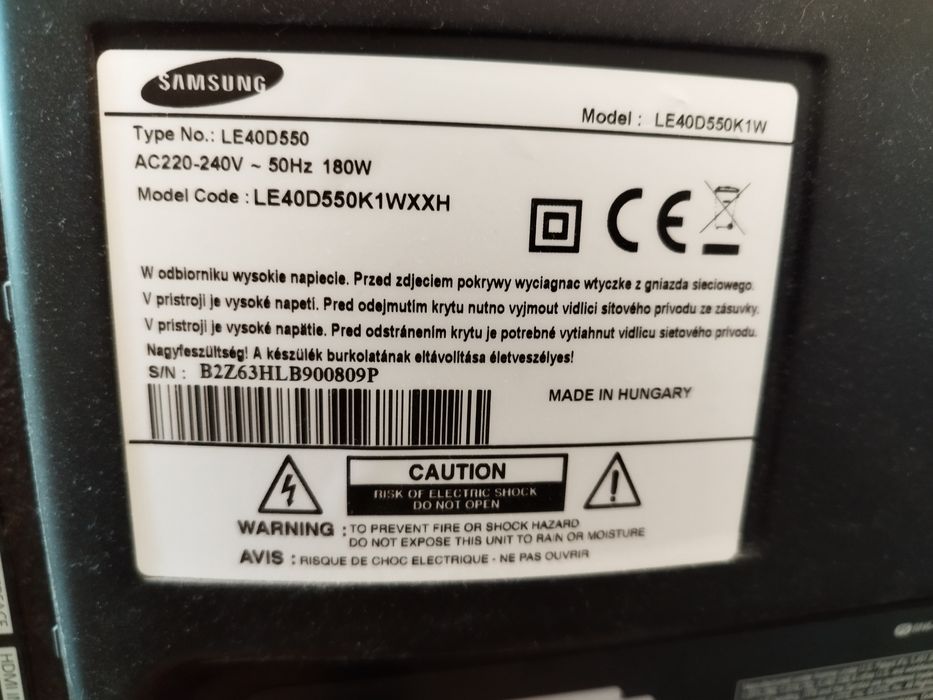 SAMSUNG
Model : LE40D550K1W
Type No.: LE40D550
AC220-240V ~ 50Hz 180W
Model Code : LE40D550K1WXXH
CE
W odbiorniku wysokie napiecie. Przed zdjeciem pokrywy wyciagnac wtyczke z gniazda sieciowego.
V pristroji je vysoké napeti. Pred odejmutím krytu nutno vyjmout vidlici sítového prívodu ze zásuvky.
V pristroji je vysoké napätie. Pred odstránením krytu je potrebné vytiahnut vidlicu sietového prívodu.
Nagyfeszültség! A készülék burkolatának eltávolítása életveszélyes!
S/N : B2Z63HLB900809P
MADE IN HUNGARY
CAUTION
RISK OF ELECTRIC SHOCK
DO NOT OPEN
WARNING : TO PREVENT FIRE OR SHOCK HAZARD
DO NOT EXPOSE THIS UNIT TO RAIN OR MOISTURE
AVIS : RISQUE DE CHOC ELECTRIQUE - NE PAS OUVRIR
HDMI IN